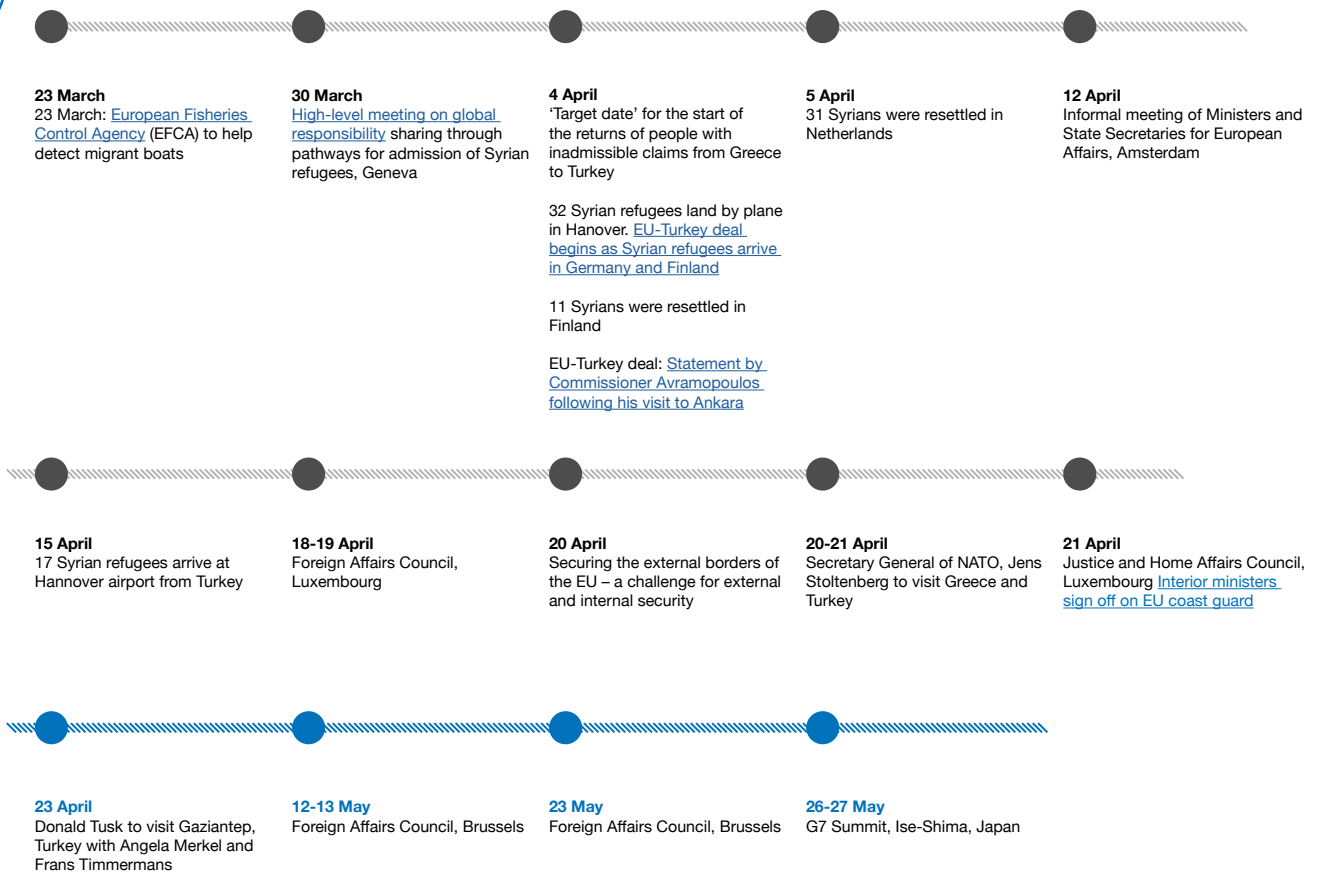 23 March
23 March: European Fisheries
Control Agency (EFCA) to help
detect migrant boats
30 March
High-level meeting on global
responsibility sharing through
pathways for admission of Syrian
refugees, Geneva
4 April
‘Target date’ for the start of
the returns of people with
inadmissible claims from Greece
to Turkey
32 Syrian refugees land by plane
in Hanover. EU-Turkey deal
begins as Syrian refugees arrive
in Germany and Finland
11 Syrians were resettled in
Finland
EU-Turkey deal: Statement by
Commissioner Avramopoulos
following his visit to Ankara
5 April
31 Syrians were resettled in
Netherlands
12 April
Informal meeting of Ministers and
State Secretaries for European
Affairs, Amsterdam
15 April
17 Syrian refugees arrive at
Hannover airport from Turkey
18-19 April
Foreign Affairs Council,
Luxembourg
20 April
Securing the external borders of
the EU – a challenge for external
and internal security
20-21 April
Secretary General of NATO, Jens
Stoltenberg to visit Greece and
Turkey
21 April
Justice and Home Affairs Council,
Luxembourg Interior ministers
sign off on EU coast guard
23 April
Donald Tusk to visit Gaziantep,
Turkey with Angela Merkel and
Frans Timmermans
12-13 May
Foreign Affairs Council, Brussels
23 May
Foreign Affairs Council, Brussels
26-27 May
G7 Summit, Ise-Shima, Japan